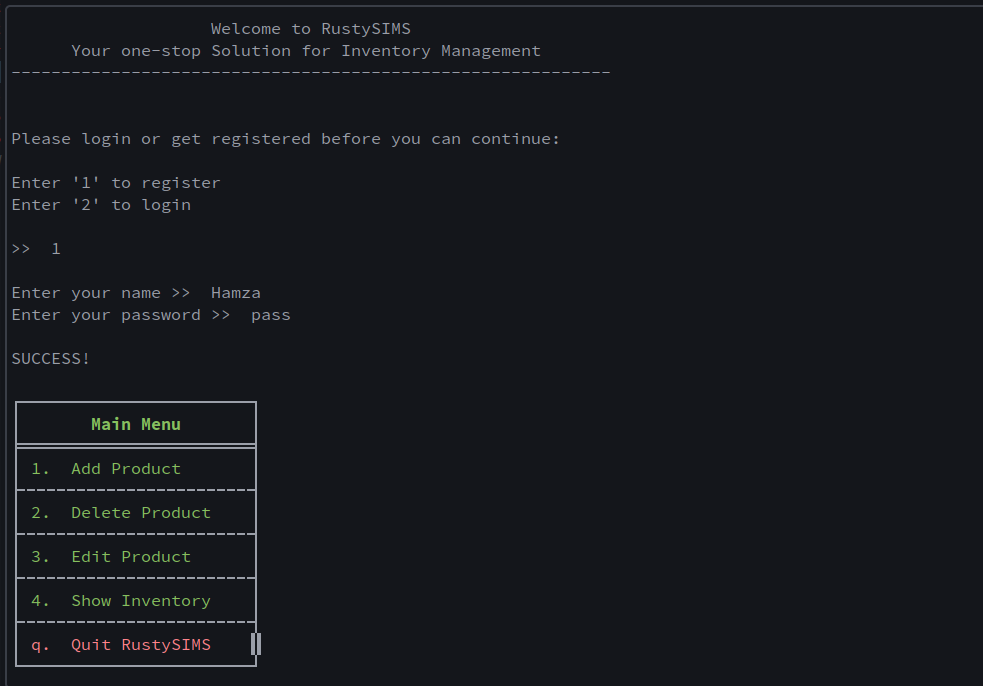 Welcome to RustySIMS
Your one-stop Solution for Inventory Management
------------------------------------------------------------
Please login or get registered before you can continue:
Enter '1' to register
Enter '2' to login
>>  1
Enter your name >>  Hamza
Enter your password >>  pass
SUCCESS!
Main Menu
1.  Add Product
2.  Delete Product
3.  Edit Product
4.  Show Inventory
q.  Quit RustySIMS